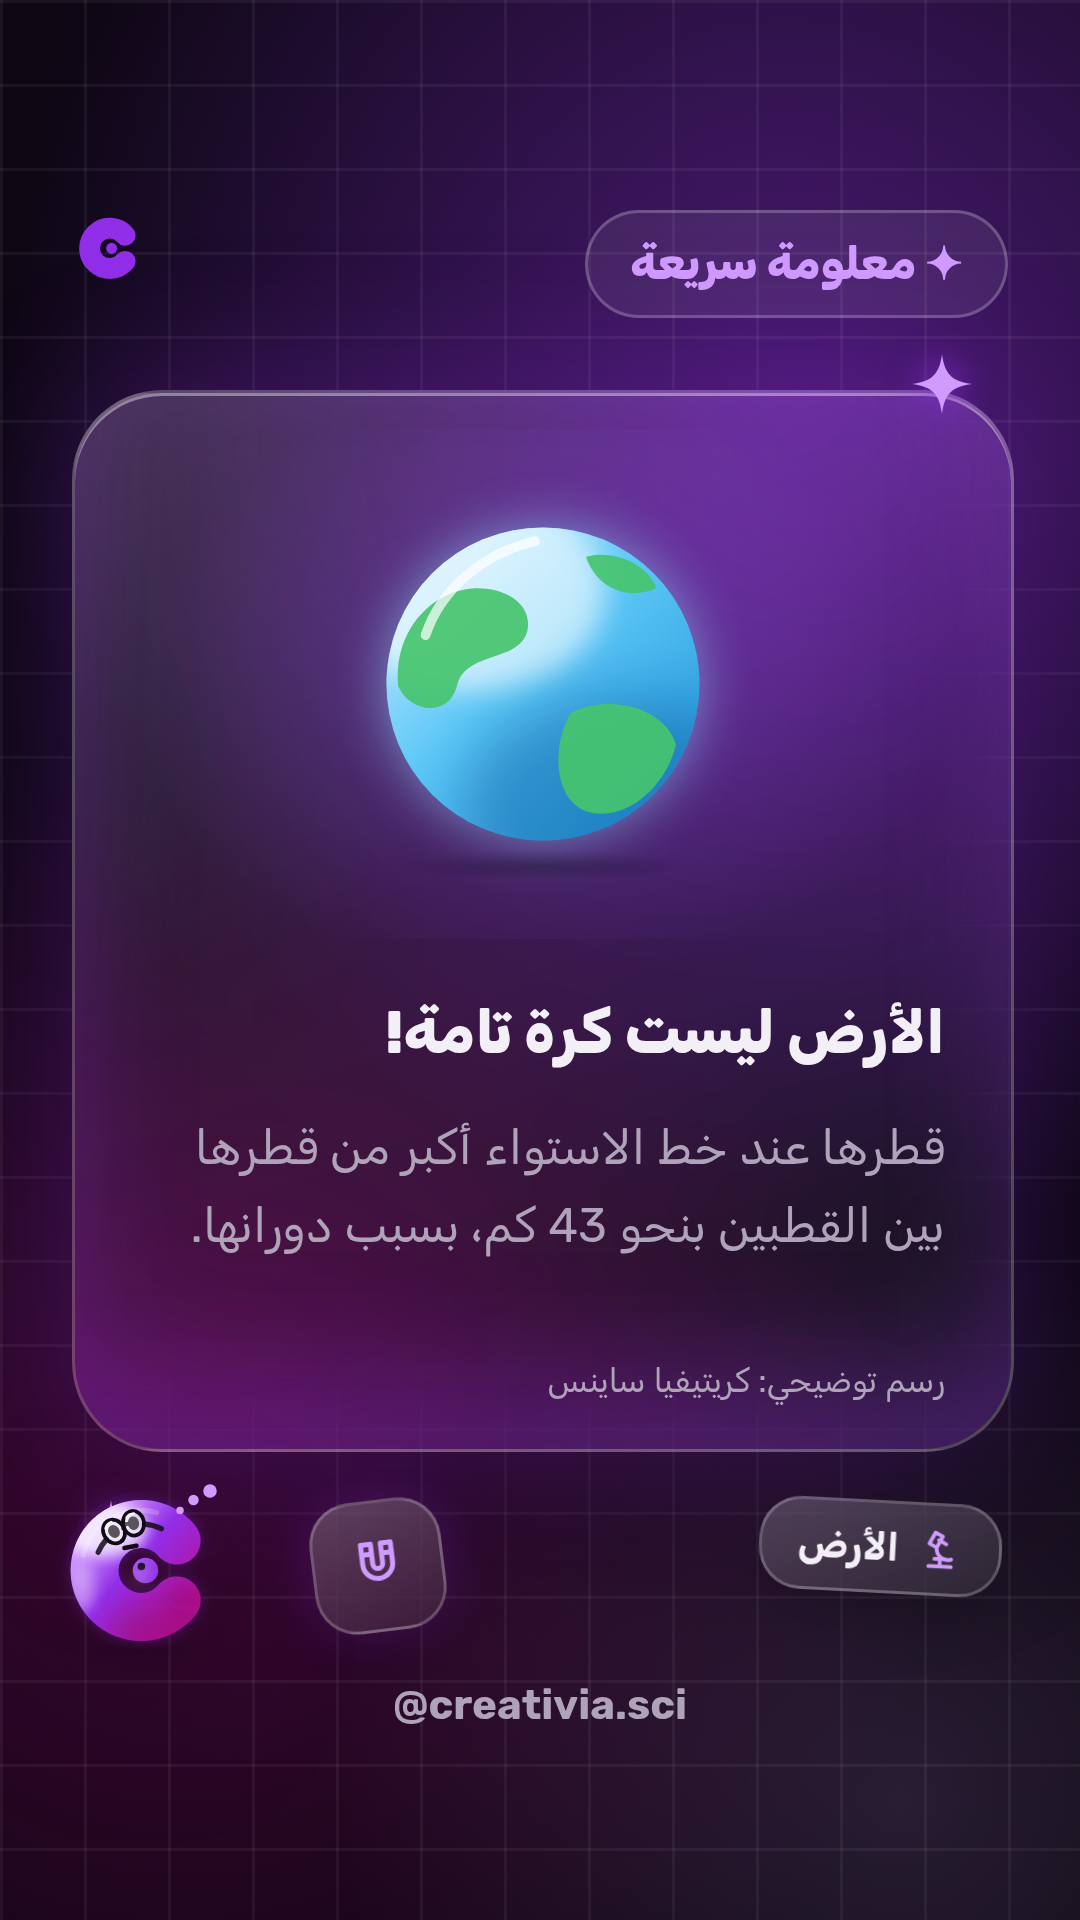 معلومة سريعة
الأرض ليست كرة تامة!
قطرها عند خط الاستواء أكبر من قطرها
بين القطبين بنحو 43 كم، بسبب دورانها.
رسم توضيحي: كريتيفيا ساينس
الأرض
@creativia.sci